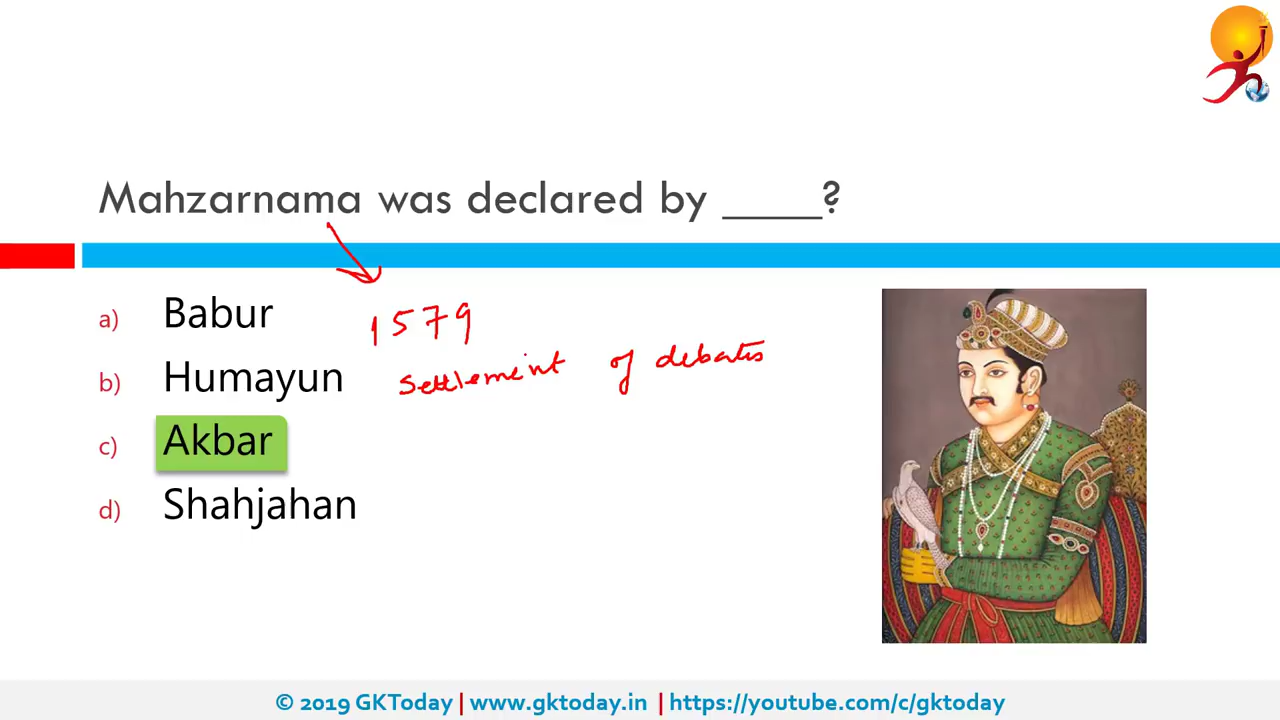 Mahzarnama was declared by ____?
a) Babur
1579
b) Humayun
settlement of debates
c) Akbar
d) Shahjahan
© 2019 GKToday | www.gktoday.in | https://youtube.com/c/gktoday